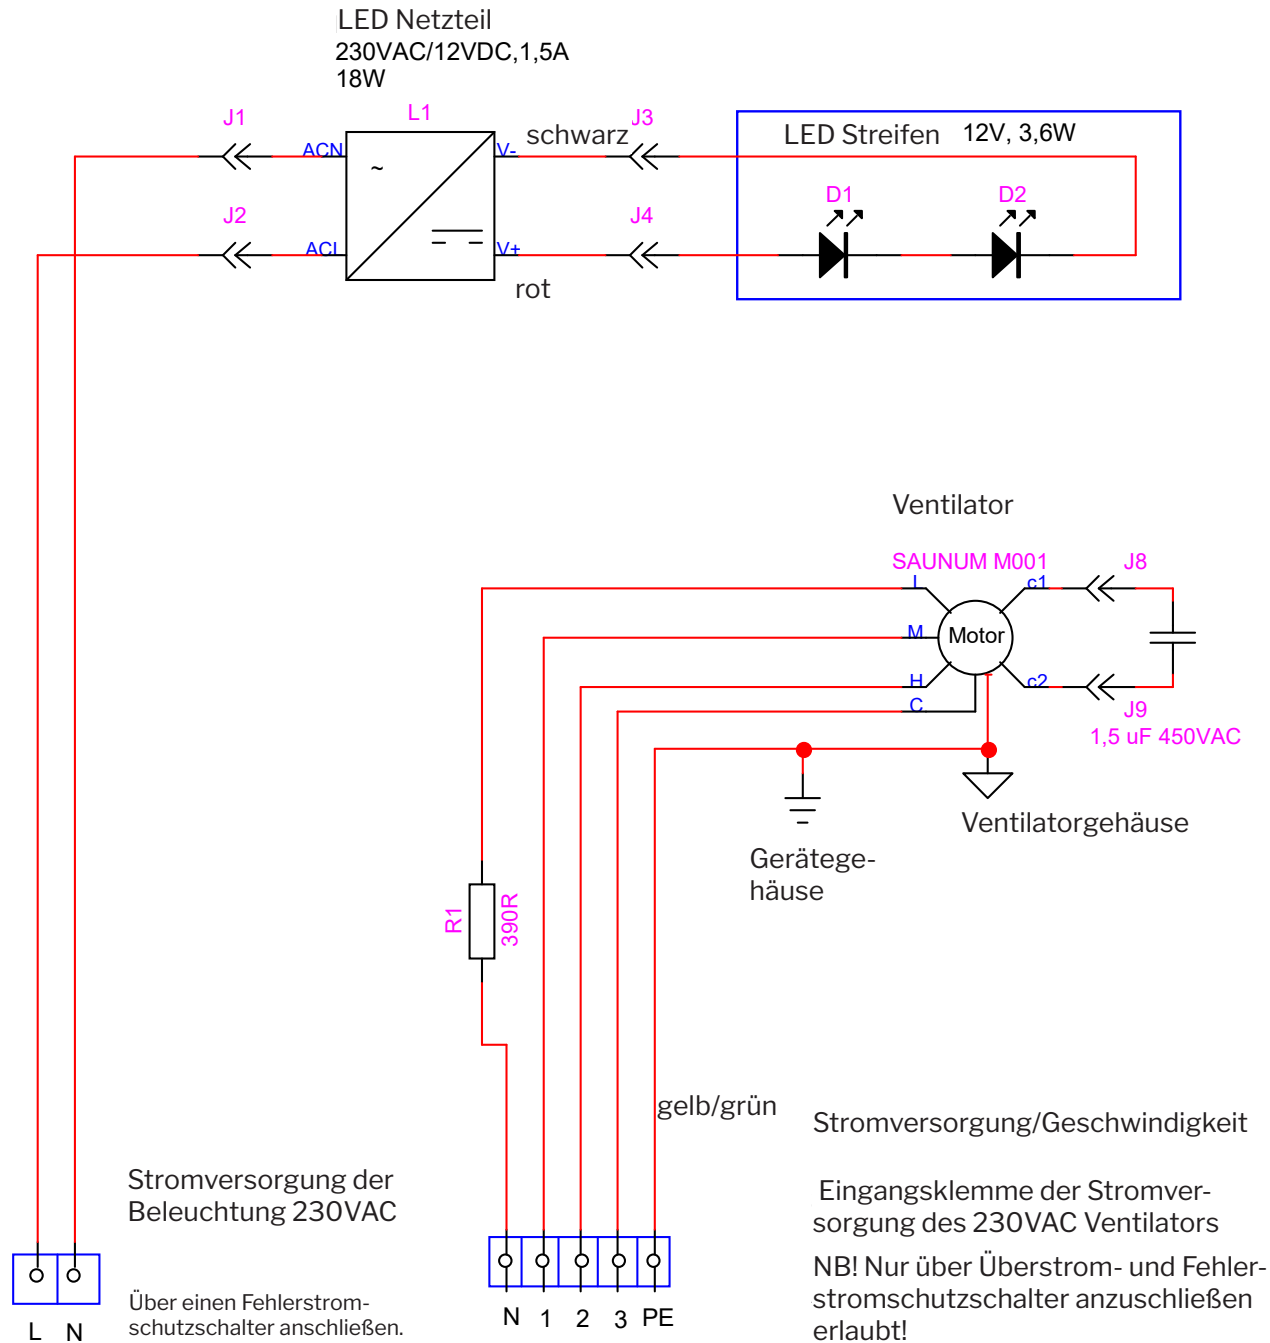 LED Netzteil
230VAC/12VDC,1,5A
18W
J1
L1
schwarz
J3
LED Streifen 12V, 3,6W
ACN
V-
~
D1
D2
J2
J4
ACL
V+
rot
Ventilator
SAUNUM M001
J8
L
c1
M
Motor
H
c2
C
J9
1,5 uF 450VAC
Ventilatorgehäuse
Gerätege-
häuse
R1
390R
gelb/grün
Stromversorgung/Geschwindigkeit
Stromversorgung der
Beleuchtung 230VAC
Eingangsklemme der Stromver-
sorgung des 230VAC Ventilators
NB! Nur über Überstrom- und Fehler-
stromschutzschalter anzuschließen
erlaubt!
Über einen Fehlerstrom-
schutzschalter anschließen.
L N
N 1 2 3 PE